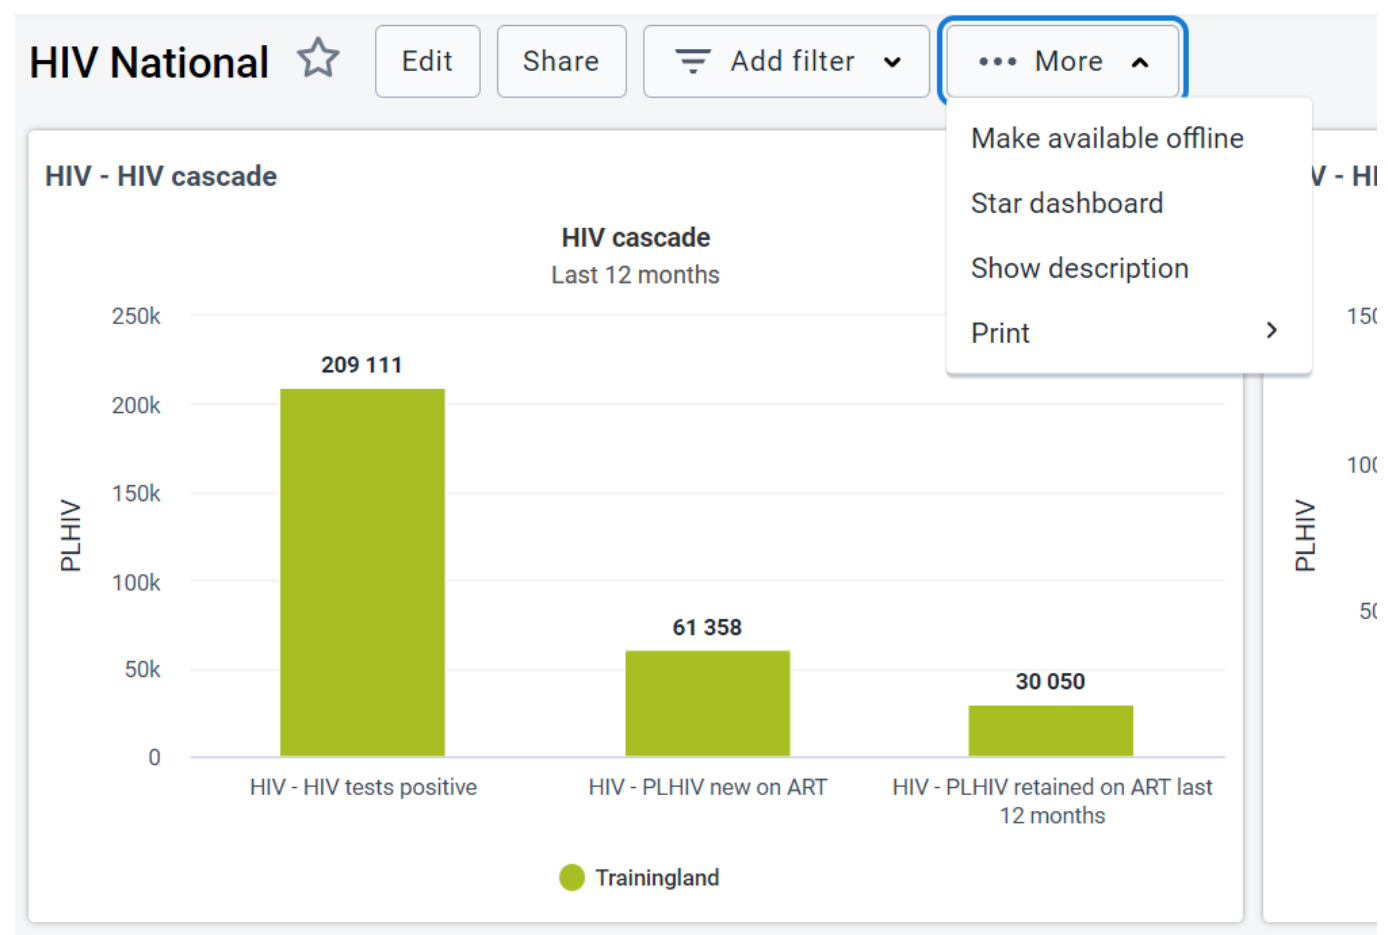 HIV National
Edit
Share
Add filter
More
Make available offline
Star dashboard
Show description
Print
HIV - HIV cascade
HIV cascade
Last 12 months
250k
200k
150k
100k
50k
0
PLHIV
209 111
61 358
30 050
HIV - HIV tests positive
HIV - PLHIV new on ART
HIV - PLHIV retained on ART last
12 months
Trainingland
PLHIV